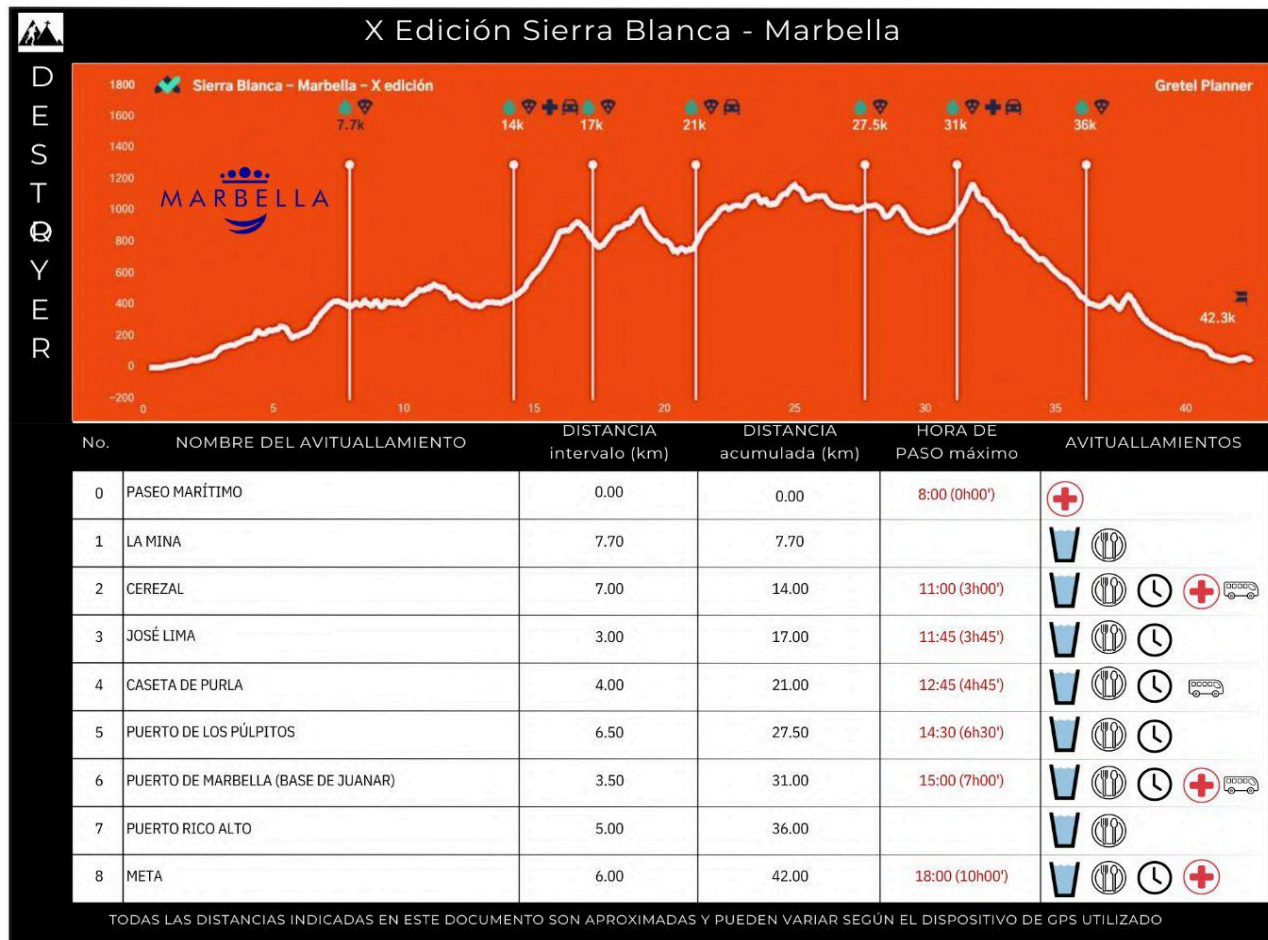 X Edición Sierra Blanca - Marbella
DESTROYER
Sierra Blanca – Marbella – X edición
Gretel Planner
1800
1600
1400
1200
1000
800
600
400
200
0
-200
7.7k
14k
17k
21k
27.5k
31k
36k
42.3k
MARBELLA
0 5 10 15 20 25 30 35 40
No. NOMBRE DEL AVITUALLAMIENTO DISTANCIA intervalo (km) DISTANCIA acumulada (km) HORA DE PASO máximo AVITUALLAMIENTOS
0 PASEO MARÍTIMO 0.00 0.00 8:00 (0h00')
1 LA MINA 7.70 7.70
2 CEREZAL 7.00 14.00 11:00 (3h00')
3 JOSÉ LIMA 3.00 17.00 11:45 (3h45')
4 CASETA DE PURLA 4.00 21.00 12:45 (4h45')
5 PUERTO DE LOS PÚLPITOS 6.50 27.50 14:30 (6h30')
6 PUERTO DE MARBELLA (BASE DE JUANAR) 3.50 31.00 15:00 (7h00')
7 PUERTO RICO ALTO 5.00 36.00
8 META 6.00 42.00 18:00 (10h00')
TODAS LAS DISTANCIAS INDICADAS EN ESTE DOCUMENTO SON APROXIMADAS Y PUEDEN VARIAR SEGÚN EL DISPOSITIVO DE GPS UTILIZADO